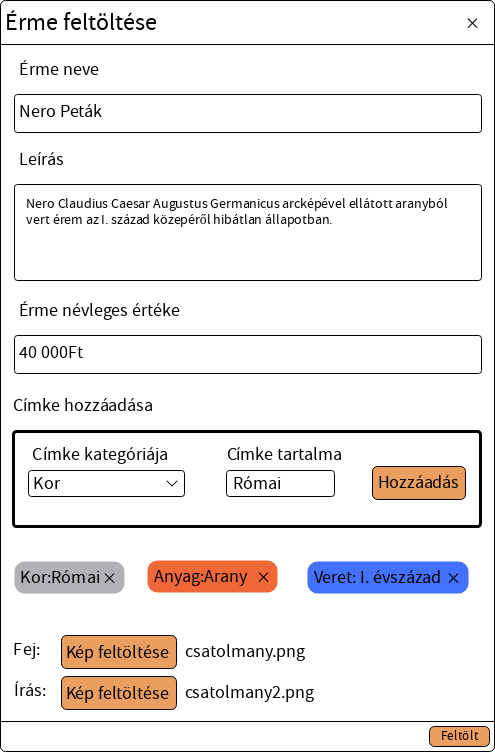 Érme feltöltése
Érme neve
Nero Peták
Leírás
Nero Claudius Caesar Augustus Germanicus arcképével ellátott aranyból
vert érem az I. század közepéről hibátlan állapotban.
Érme névleges értéke
40 000Ft
Címke hozzáadása
Címke kategóriája Címke tartalma
Kor Római Hozzáadás
Kor:Római Anyag:Arany Veret: I. évszázad
Fej: Kép feltöltése csatolmany.png
Írás: Kép feltöltése csatolmany2.png
Feltölt